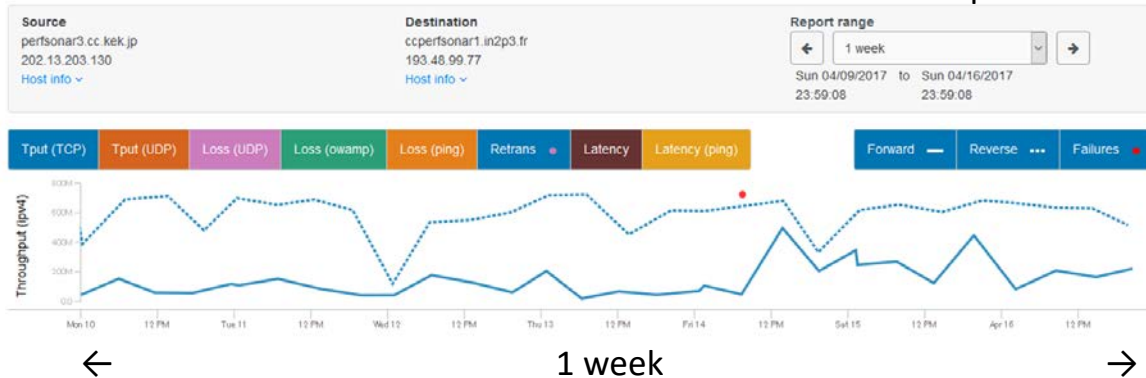 Source
perfsonar3.cc.kek.jp
202.13.203.130
Host info
Destination
ccperfsonar1.in2p3.fr
193.48.99.77
Host info
Report range
← 1 week →
Sun 04/09/2017 to Sun 04/16/2017
23:59:08 23:59:08
Tput (TCP) Tput (UDP) Loss (UDP) Loss (owamp) Loss (ping) Retrans Latency Latency (ping) Forward Reverse Failures
Throughput (ipv4)
800M
600M
400M
200M
0.0
Mon 10 12 PM Tue 11 12 PM Wed 12 12 PM Thu 13 12 PM Fri 14 12 PM Sat 15 12 PM Apr 16 12 PM
← 1 week →